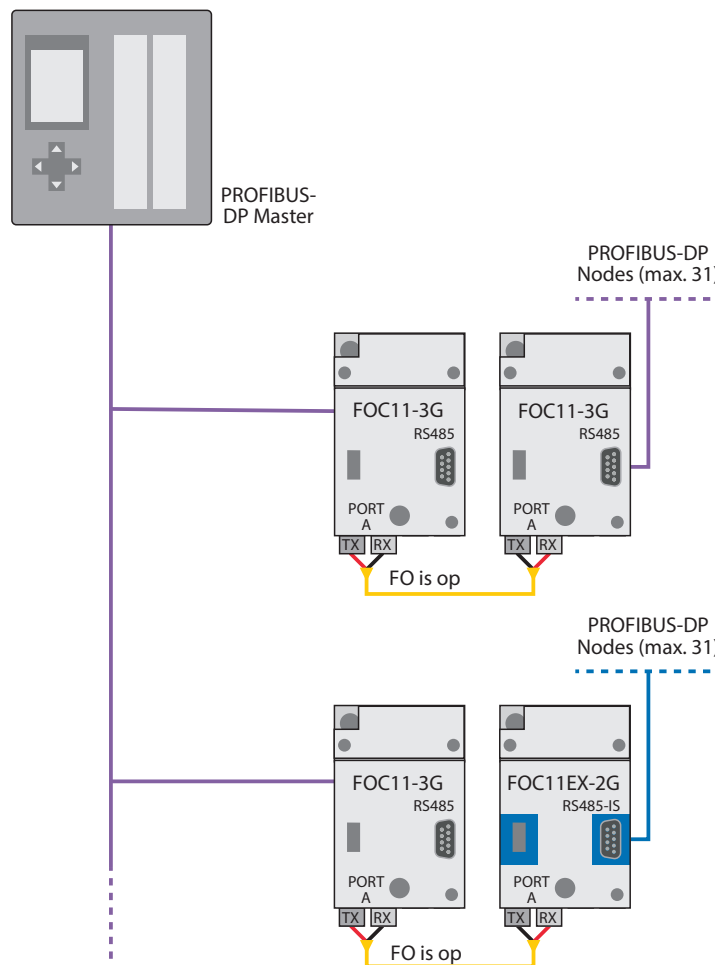 PROFIBUS-
DP Master
PROFIBUS-DP
Nodes (max. 31)
FOC11-3G
RS485
PORT
A
TX RX
FOC11-3G
RS485
PORT
A
TX RX
FO is op
PROFIBUS-DP
Nodes (max. 31)
FOC11-3G
RS485
PORT
A
TX RX
FOC11EX-2G
RS485-IS
PORT
A
TX RX
FO is op